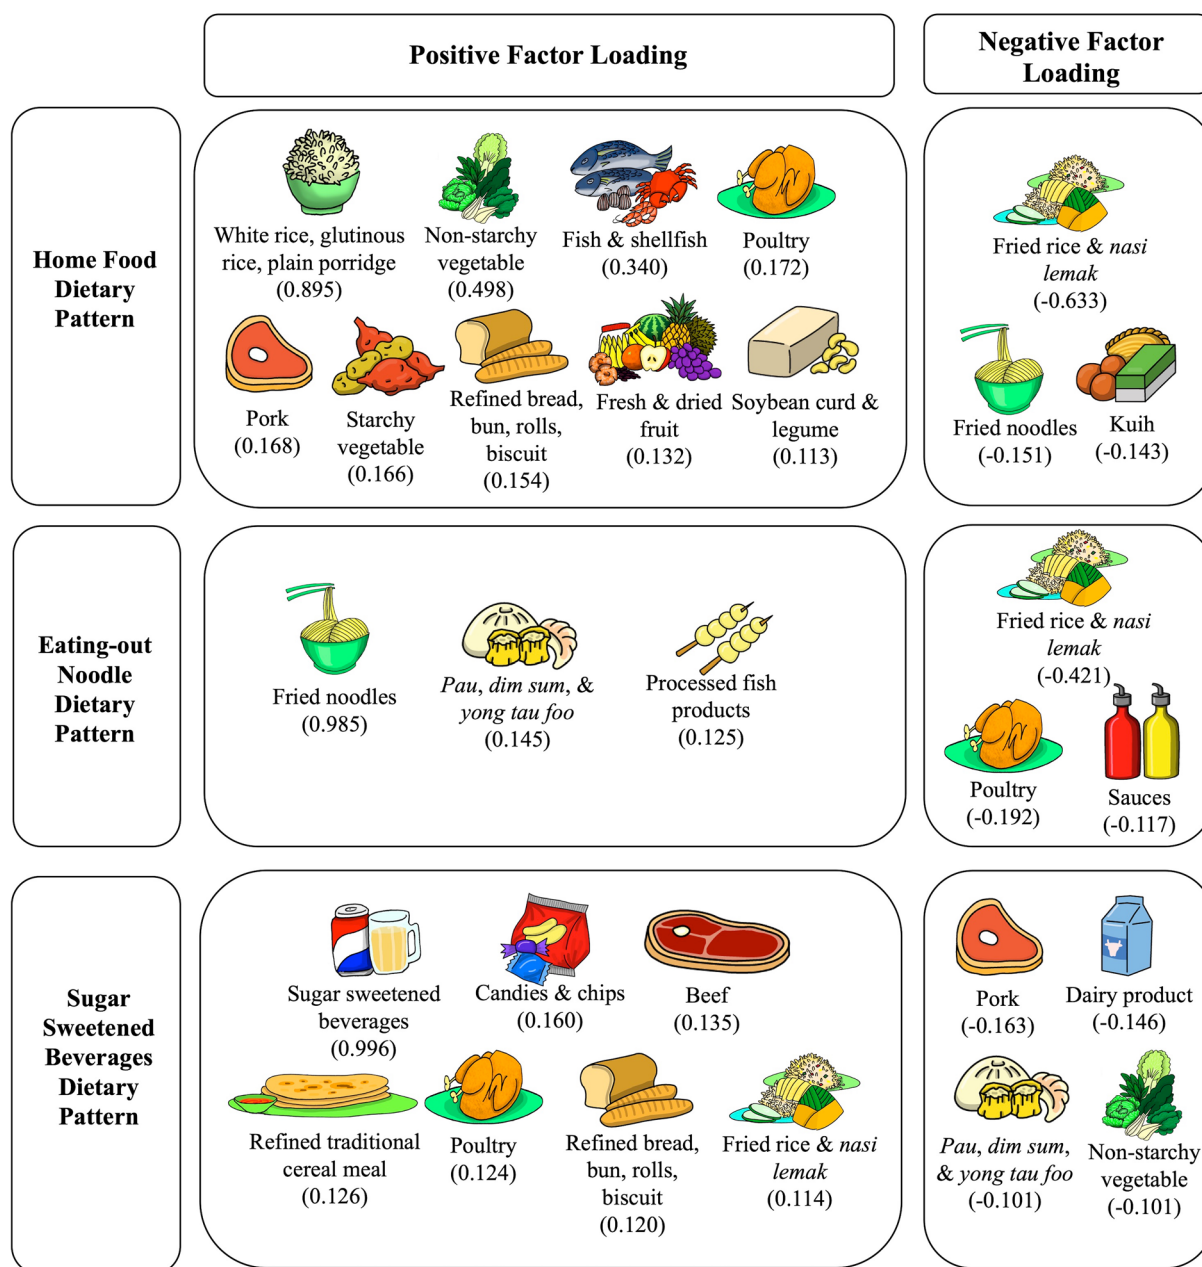 Positive Factor Loading
Negative Factor
Loading
Home Food
Dietary
Pattern
White rice, glutinous
rice, plain porridge
(0.895)
Non-starchy
vegetable
(0.498)
Fish & shellfish
(0.340)
Poultry
(0.172)
Pork
(0.168)
Starchy
vegetable
(0.166)
Refined bread,
bun, rolls,
biscuit
(0.154)
Fresh & dried
fruit
(0.132)
Soybean curd &
legume
(0.113)
Fried rice & nasi
lemak
(-0.633)
Fried noodles
(-0.151)
Kuih
(-0.143)
Eating-out
Noodle
Dietary
Pattern
Fried noodles
(0.985)
Pau, dim sum, &
yong tau foo
(0.145)
Processed fish
products
(0.125)
Fried rice & nasi
lemak
(-0.421)
Poultry
(-0.192)
Sauces
(-0.117)
Sugar
Sweetened
Beverages
Dietary
Pattern
Sugar sweetened
beverages
(0.996)
Candies & chips
(0.160)
Beef
(0.135)
Refined traditional
cereal meal
(0.126)
Poultry
(0.124)
Refined bread,
bun, rolls,
biscuit
(0.120)
Fried rice & nasi
lemak
(0.114)
Pork
(-0.163)
Dairy product
(-0.146)
Pau, dim sum,
& yong tau foo
(-0.101)
Non-starchy
vegetable
(-0.101)